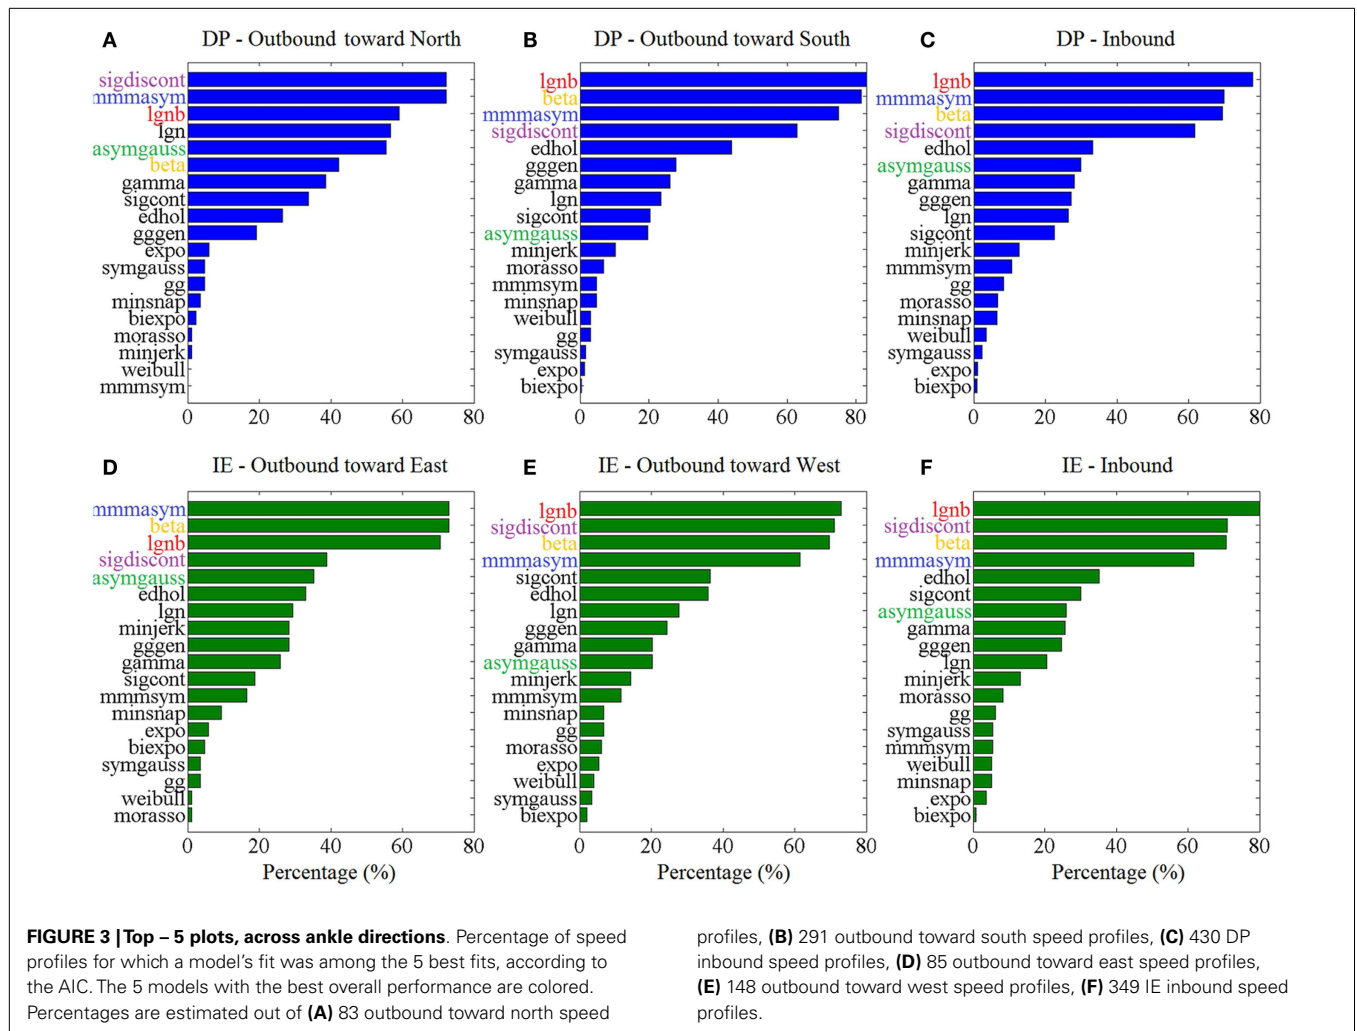 A
DP - Outbound toward North
sigdiscont
mmmasym
lgnb
lgn
asymgauss
beta
gamma
sigcont
edhol
gggen
expo
symgauss
gg
minsnap
biexpo
morasso
minjerk
weibull
mmmsym
0 20 40 60 80
B
DP - Outbound toward South
lgnb
beta
mmmasym
sigdiscont
edhol
gggen
gamma
lgn
sigcont
asymgauss
minjerk
morasso
mmmsym
minsnap
weibull
gg
symgauss
expo
biexpo
0 20 40 60 80
C
DP - Inbound
lgnb
mmmasym
beta
sigdiscont
edhol
asymgauss
gamma
gggen
lgn
sigcont
minjerk
mmmsym
gg
morasso
minsnap
weibull
symgauss
expo
biexpo
0 20 40 60 80
D
IE - Outbound toward East
mmmasym
beta
lgnb
sigdiscont
asymgauss
edhol
lgn
minjerk
gggen
gamma
sigcont
mmmsym
minsnap
expo
biexpo
symgauss
gg
weibull
morasso
0 20 40 60 80
Percentage (%)
E
IE - Outbound toward West
lgnb
sigdiscont
beta
mmmasym
sigcont
edhol
lgn
gggen
gamma
asymgauss
minjerk
mmmsym
minsnap
gg
morasso
expo
weibull
symgauss
biexpo
0 20 40 60 80
Percentage (%)
F
IE - Inbound
lgnb
sigdiscont
beta
mmmasym
edhol
sigcont
asymgauss
gamma
gggen
lgn
minjerk
morasso
gg
symgauss
mmmsym
weibull
minsnap
expo
biexpo
0 20 40 60 80
Percentage (%)
FIGURE 3 | Top – 5 plots, across ankle directions. Percentage of speed
profiles for which a model's fit was among the 5 best fits, according to
the AIC. The 5 models with the best overall performance are colored.
Percentages are estimated out of (A) 83 outbound toward north speed
profiles, (B) 291 outbound toward south speed profiles, (C) 430 DP
inbound speed profiles, (D) 85 outbound toward east speed profiles,
(E) 148 outbound toward west speed profiles, (F) 349 IE inbound speed
profiles.